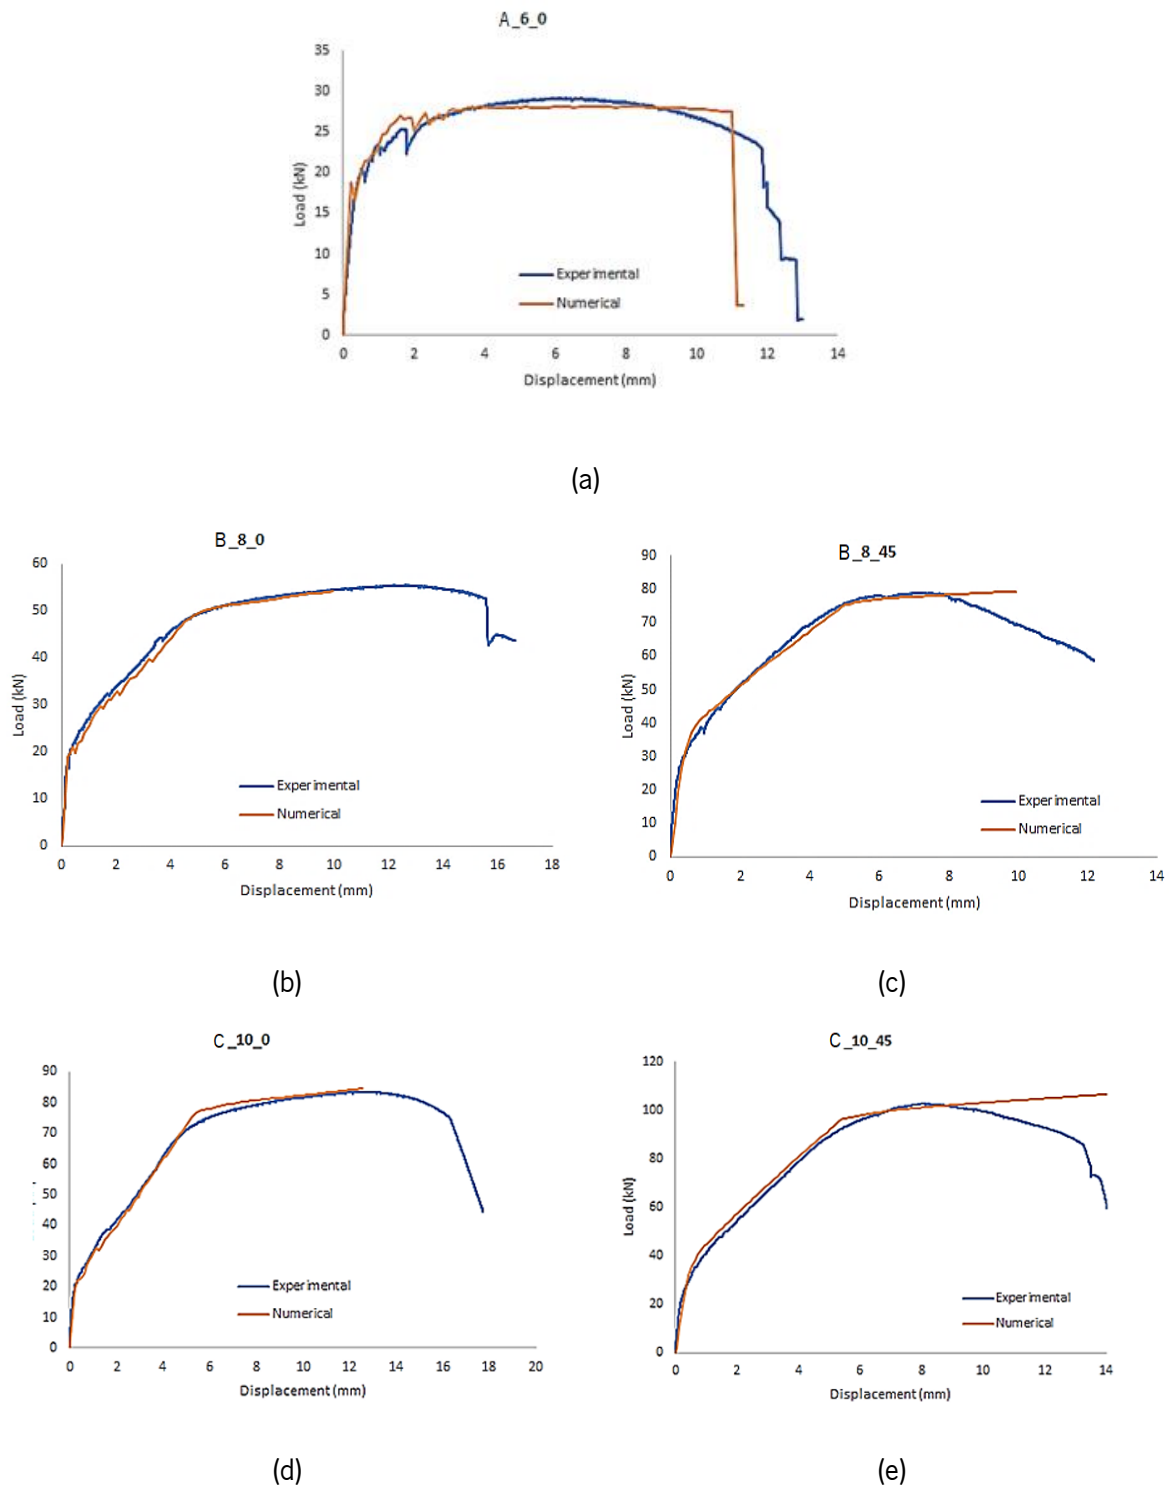 A_6_0
35
30
25
20
15
10
5
0
Load (kN)
Experimental
Numerical
0 2 4 6 8 10 12 14
Displacement (mm)
(a)
B_8_0
60
50
40
30
20
10
0
Load (kN)
Experimental
Numerical
0 2 4 6 8 10 12 14 16 18
Displacement (mm)
(b)
B_8_45
90
80
70
60
50
40
30
20
10
0
Load (kN)
Experimental
Numerical
0 2 4 6 8 10 12 14
Displacement (mm)
(c)
C_10_0
90
80
70
60
50
40
30
20
10
0
Experimental
Numerical
0 2 4 6 8 10 12 14 16 18 20
Displacement (mm)
(d)
C_10_45
120
100
80
60
40
20
0
Load (kN)
Experimental
Numerical
0 2 4 6 8 10 12 14
Displacement (mm)
(e)